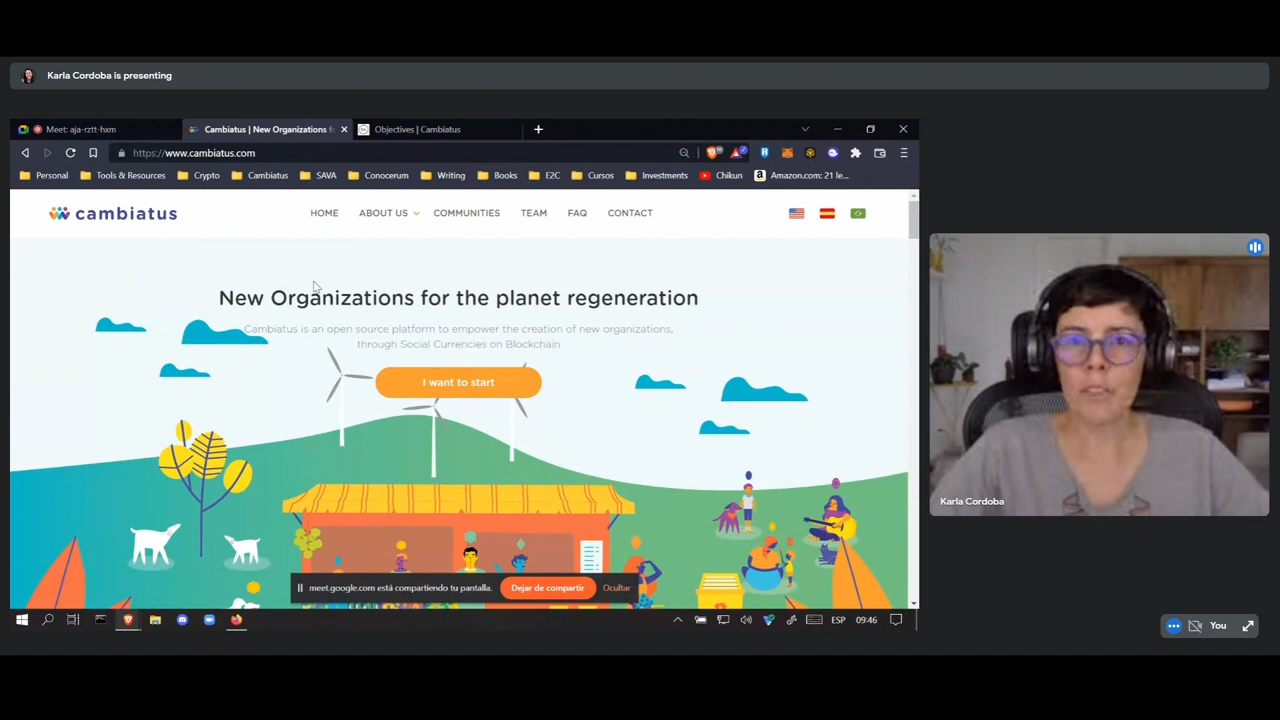 Karla Cordoba is presenting
Meet: aja-rztt-hxm
Cambiatus | New Organizations f
Objectives | Cambiatus
https://www.cambiatus.com
Personal
Tools & Resources
Crypto
Cambiatus
SAVA
Conocerum
Writing
Books
E2C
Cursos
Investments
Chikun
Amazon.com: 21 le...
cambiatus
HOME
ABOUT US
COMMUNITIES
TEAM
FAQ
CONTACT
New Organizations for the planet regeneration
Cambiatus is an open source platform to empower the creation of new organizations,
through Social Currencies on Blockchain
I want to start
Karla Cordoba
meet.google.com está compartiendo tu pantalla.
Dejar de compartir
Ocultar
ESP
09:46
You